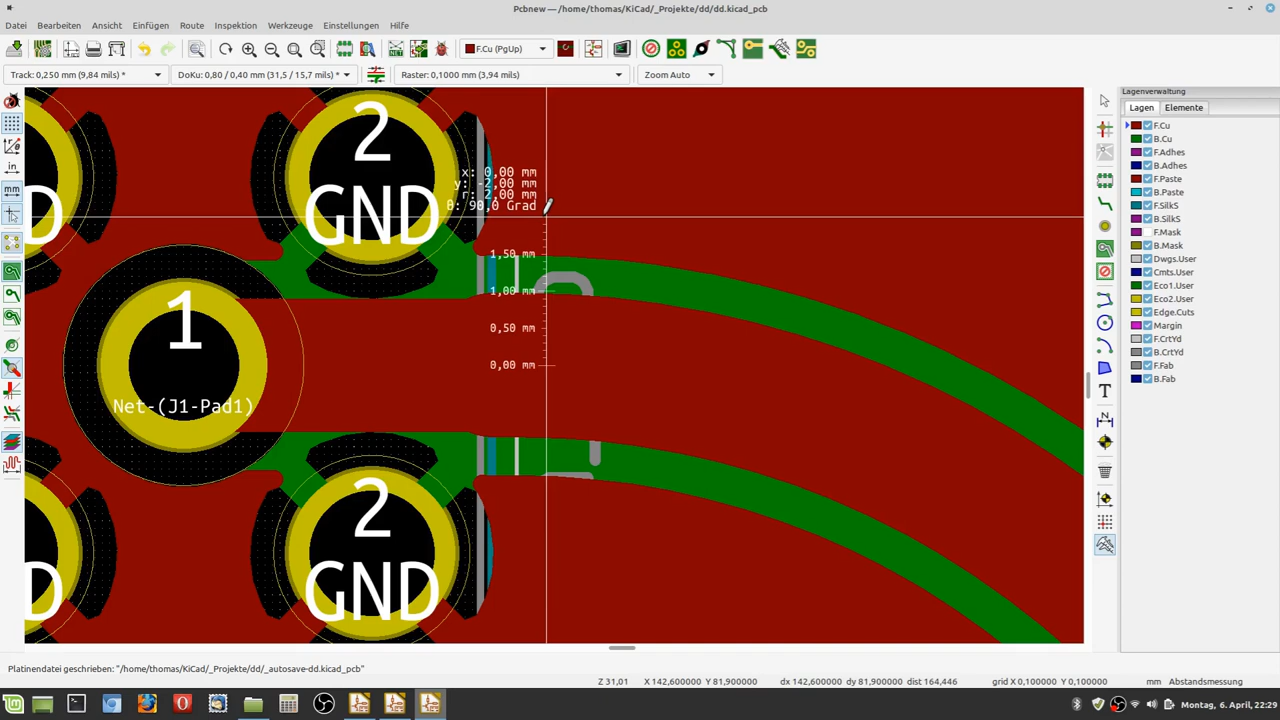 Pcbnew — /home/thomas/KiCad/_Projekte/dd/dd.kicad_pcb
Datei Bearbeiten Ansicht Einfügen Route Inspektion Werkzeuge Einstellungen Hilfe
F.Cu (PgUp)
Track: 0,250 mm (9,84 mils) * DoKu: 0,80 / 0,40 mm (31,5 / 15,7 mils) * Raster: 0,1000 mm (3,94 mils) Zoom Auto
Lagenverwaltung
Lagen Elemente
F.Cu
B.Cu
F.Adhes
B.Adhes
F.Paste
B.Paste
F.SilkS
B.SilkS
F.Mask
B.Mask
Dwgs.User
Cmts.User
Eco1.User
Eco2.User
Edge.Cuts
Margin
F.CrtYd
B.CrtYd
F.Fab
B.Fab
in
mm
2
GND
D
x: 0,00 mm
y: -2,00 mm
r: 2,00 mm
θ: 90,0 Grad
1,50 mm
1,00 mm
0,50 mm
0,00 mm
1
Net-(J1-Pad1)
2
GND
D
T
Platinendatei geschrieben: "/home/thomas/KiCad/_Projekte/dd/_autosave-dd.kicad_pcb"
Z 31,01 X 142,600000 Y 81,900000 dx 142,600000 dy 81,900000 dist 164,446 grid X 0,100000 Y 0,100000 mm Abstandsmessung
Montag, 6. April, 22:29